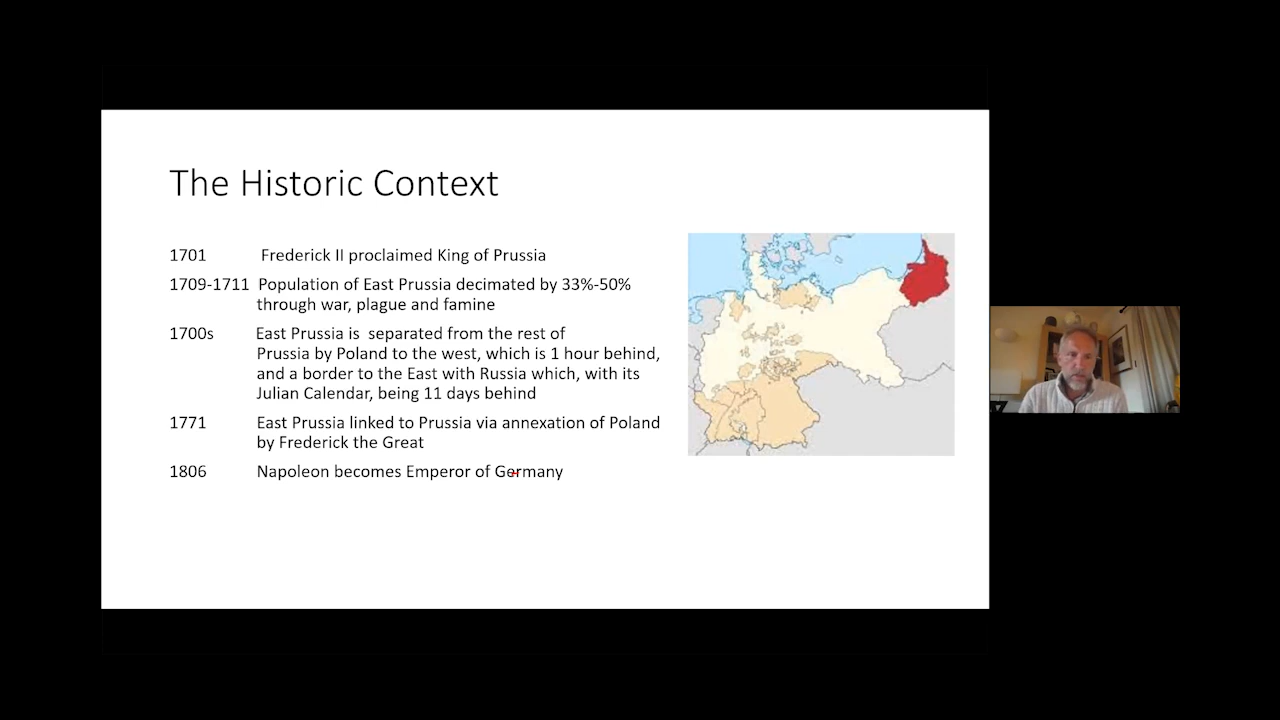 The Historic Context
1701 Frederick II proclaimed King of Prussia
1709-1711 Population of East Prussia decimated by 33%-50%
through war, plague and famine
1700s East Prussia is separated from the rest of
Prussia by Poland to the west, which is 1 hour behind,
and a border to the East with Russia which, with its
Julian Calendar, being 11 days behind
1771 East Prussia linked to Prussia via annexation of Poland
by Frederick the Great
1806 Napoleon becomes Emperor of Germany